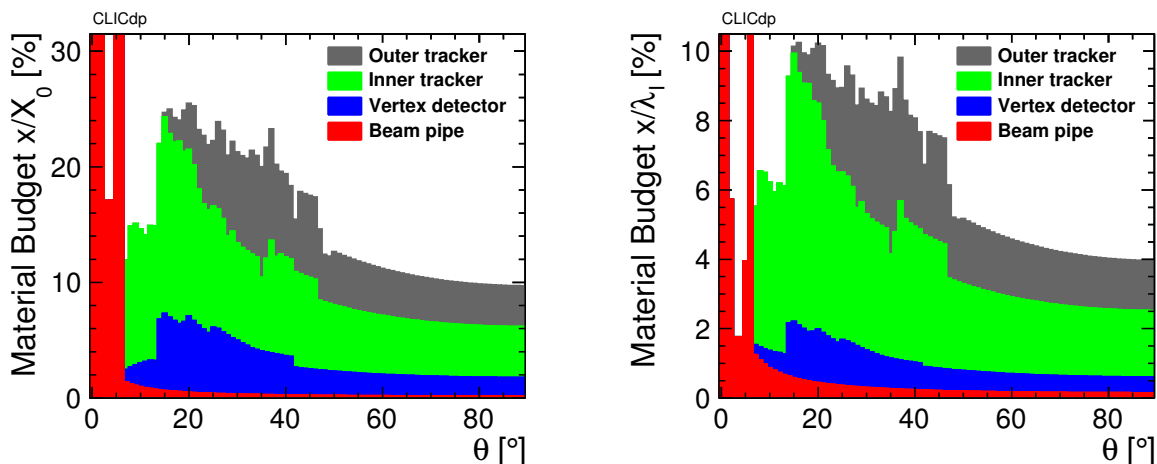 CLICdp
Material Budget x/X₀ [%]
30
20
10
0
Outer tracker
Inner tracker
Vertex detector
Beam pipe
0 20 40 60 80
θ [°]
CLICdp
Material Budget x/λ_I [%]
10
8
6
4
2
0
Outer tracker
Inner tracker
Vertex detector
Beam pipe
0 20 40 60 80
θ [°]